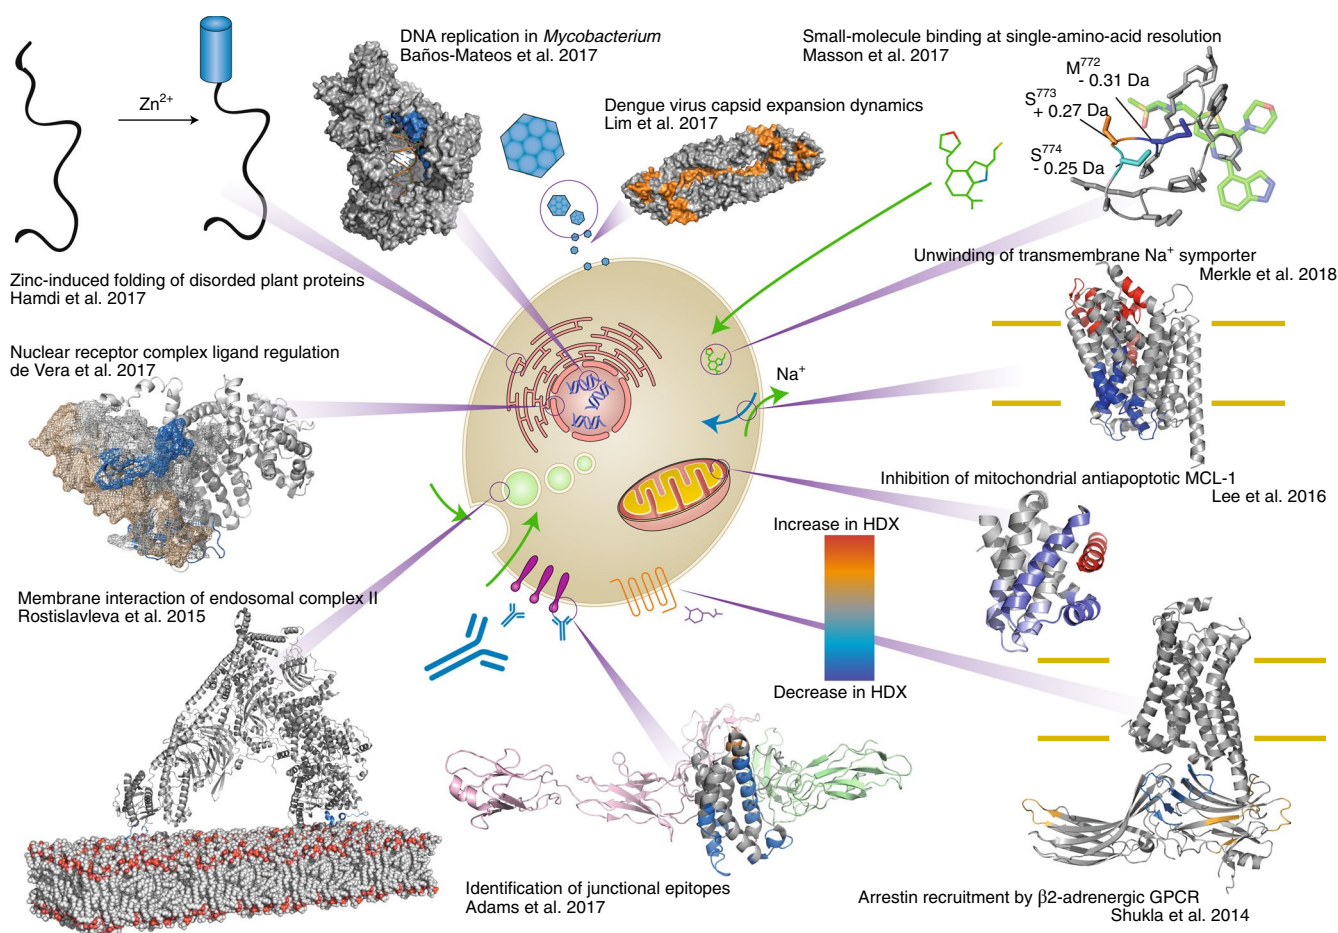 DNA replication in Mycobacterium
Baños-Mateos et al. 2017
Small-molecule binding at single-amino-acid resolution
Masson et al. 2017
M772
- 0.31 Da
S773
+ 0.27 Da
S774
- 0.25 Da
Zn2+
Dengue virus capsid expansion dynamics
Lim et al. 2017
Zinc-induced folding of disorded plant proteins
Hamdi et al. 2017
Unwinding of transmembrane Na+ symporter
Merkle et al. 2018
Nuclear receptor complex ligand regulation
de Vera et al. 2017
Na+
Inhibition of mitochondrial antiapoptotic MCL-1
Lee et al. 2016
Increase in HDX
Decrease in HDX
Membrane interaction of endosomal complex II
Rostislavleva et al. 2015
Identification of junctional epitopes
Adams et al. 2017
Arrestin recruitment by β2-adrenergic GPCR
Shukla et al. 2014